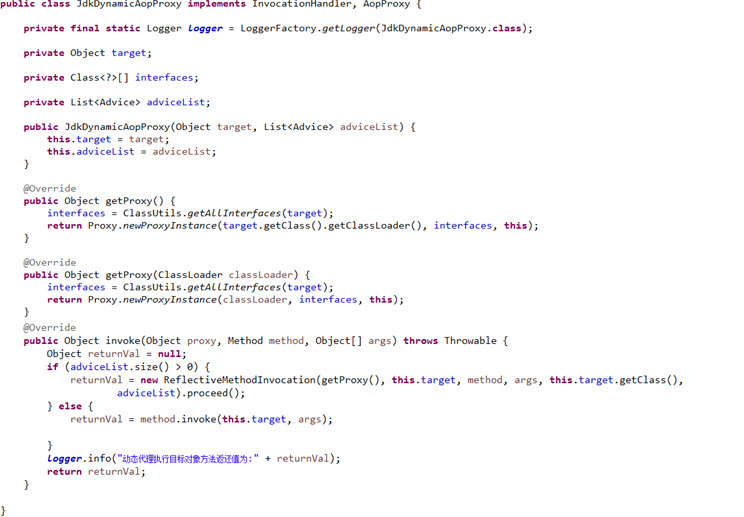 public class JdkDynamicAopProxy implements InvocationHandler, AopProxy {
private final static Logger logger = LoggerFactory.getLogger(JdkDynamicAopProxy.class);
private Object target;
private Class<?>[] interfaces;
private List<Advice> adviceList;
public JdkDynamicAopProxy(Object target, List<Advice> adviceList) {
this.target = target;
this.adviceList = adviceList;
}
@Override
public Object getProxy() {
interfaces = ClassUtils.getAllInterfaces(target);
return Proxy.newProxyInstance(target.getClass().getClassLoader(), interfaces, this);
}
@Override
public Object getProxy(ClassLoader classLoader) {
interfaces = ClassUtils.getAllInterfaces(target);
return Proxy.newProxyInstance(classLoader, interfaces, this);
}
@Override
public Object invoke(Object proxy, Method method, Object[] args) throws Throwable {
Object returnVal = null;
if (adviceList.size() > 0) {
returnVal = new ReflectiveMethodInvocation(getProxy(), this.target, method, args, this.target.getClass(),
adviceList).proceed();
} else {
returnVal = method.invoke(this.target, args);
}
logger.info("动态代理执行目标对象方法返还值为:" + returnVal);
return returnVal;
}
}